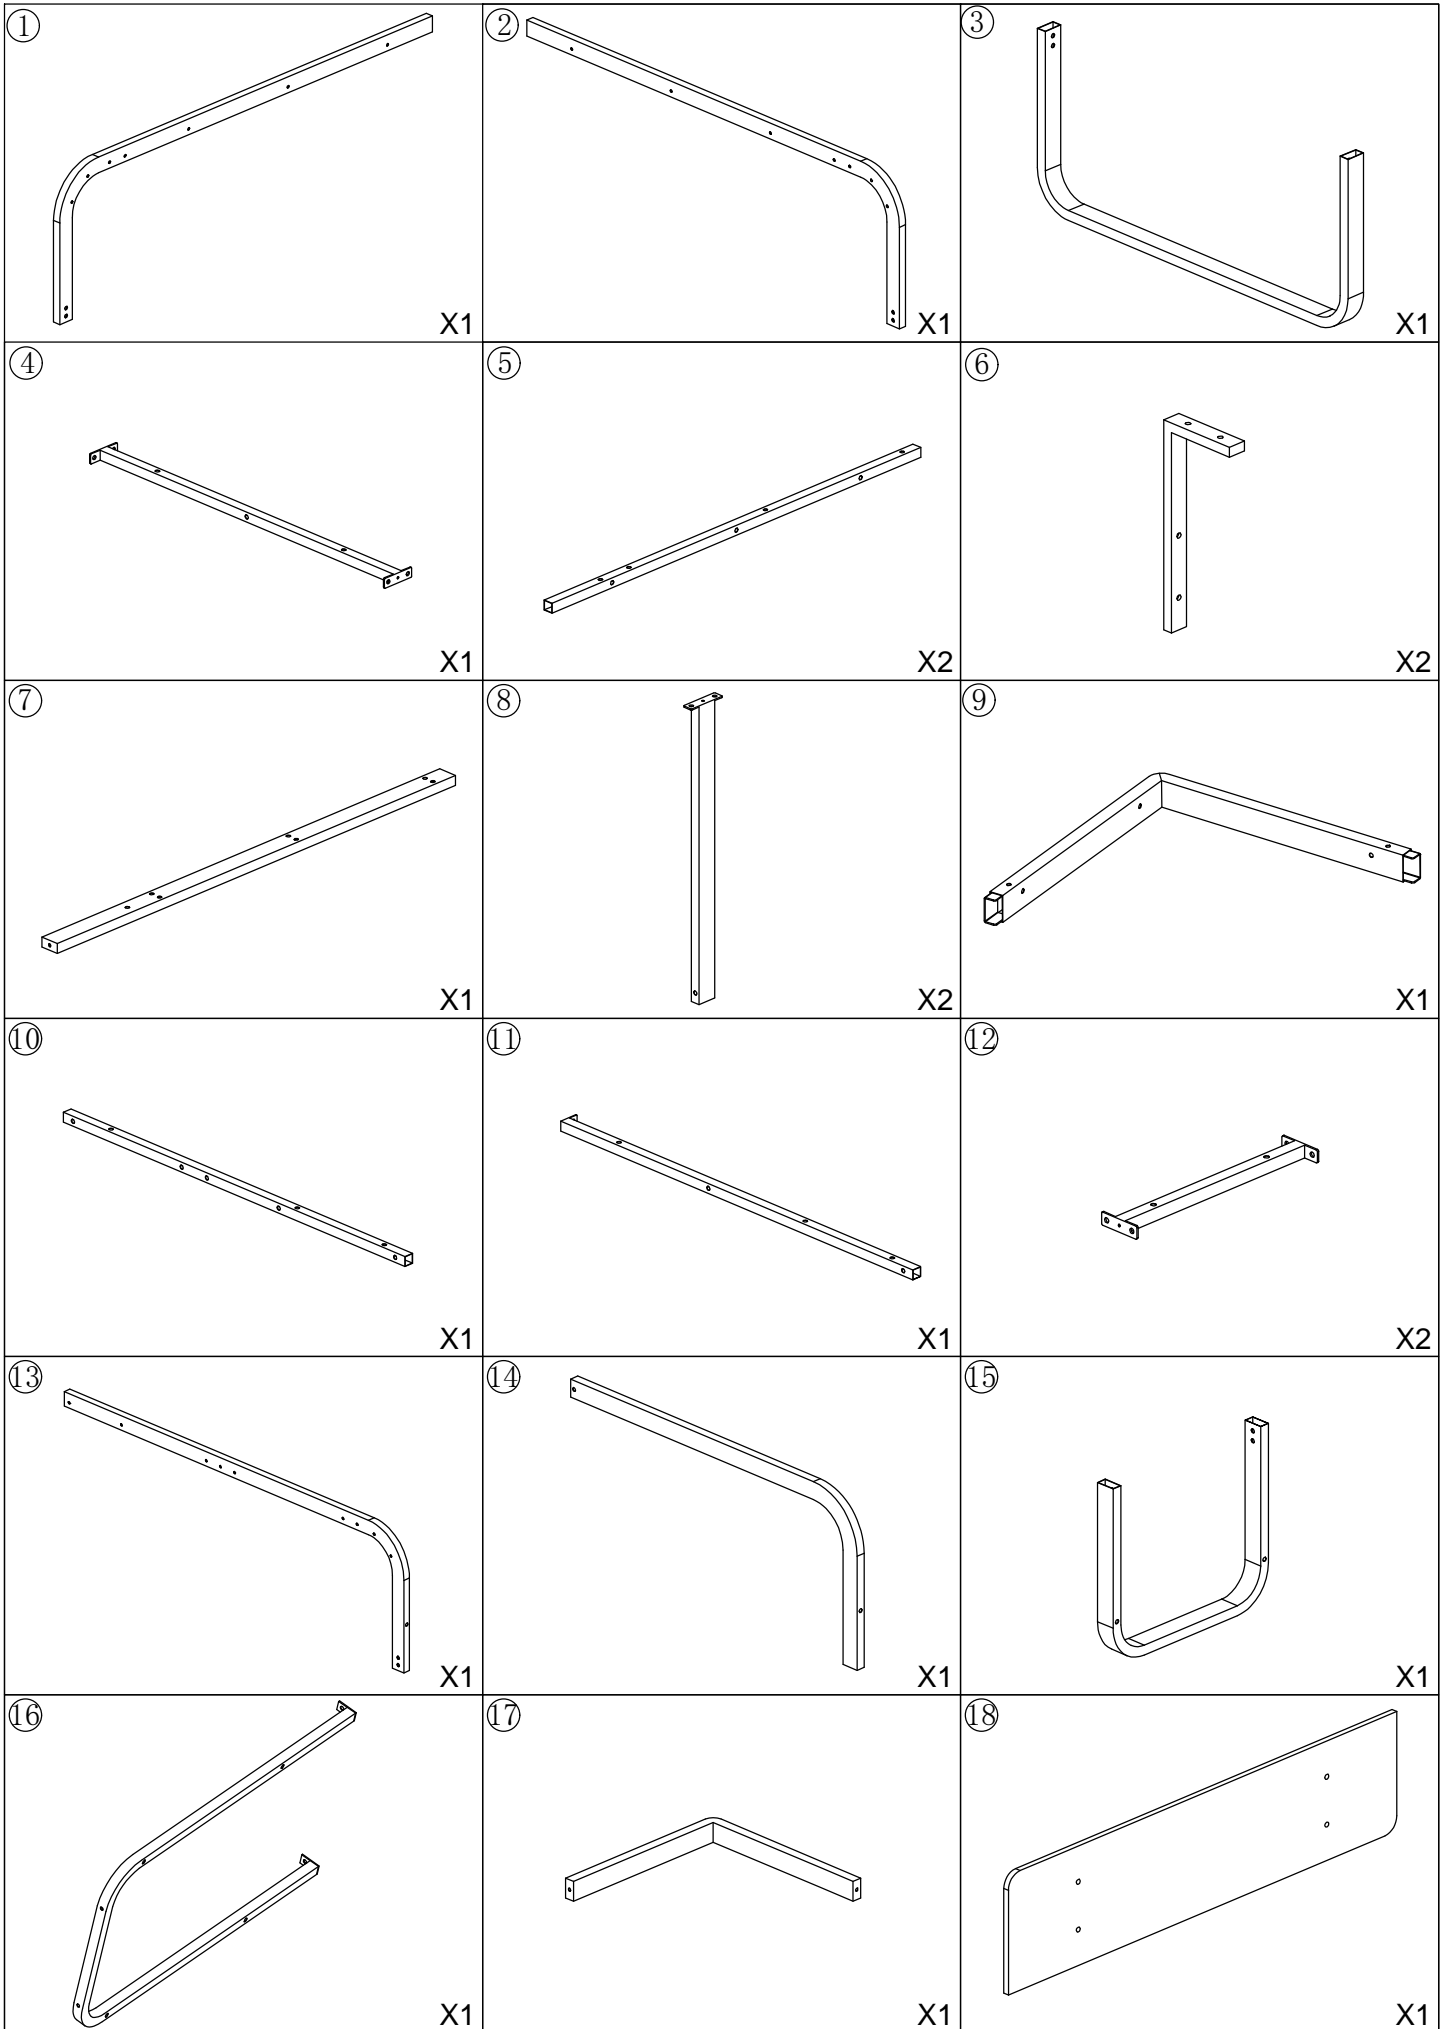 ① ② ③
X1 X1 X1
④ ⑤ ⑥
X1 X2 X2
⑦ ⑧ ⑨
X1 X2 X1
⑩ ⑪ ⑫
X1 X1 X2
⑬ ⑭ ⑮
X1 X1 X1
⑯ ⑰ ⑱
X1 X1 X1